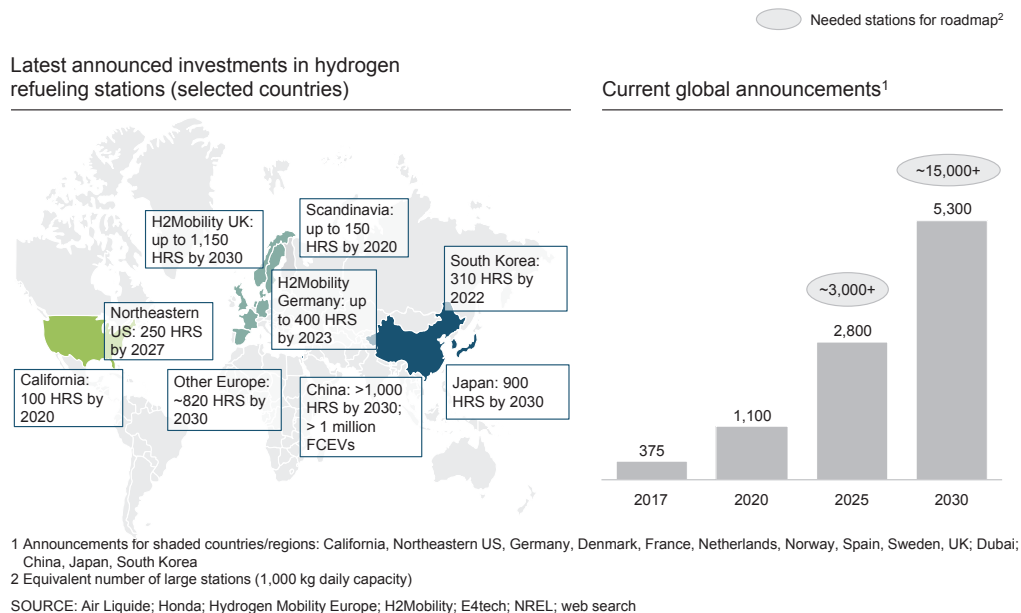 Needed stations for roadmap2
Latest announced investments in hydrogen
refueling stations (selected countries)
Current global announcements1
H2Mobility UK:
up to 1,150
HRS by 2030
Scandinavia:
up to 150
HRS by 2020
South Korea:
310 HRS by
2022
H2Mobility
Germany: up
to 400 HRS
by 2023
Northeastern
US: 250 HRS
by 2027
California:
100 HRS by
2020
Other Europe:
~820 HRS by
2030
China: >1,000
HRS by 2030;
> 1 million
FCEVs
Japan: 900
HRS by 2030
~15,000+
5,300
~3,000+
2,800
1,100
375
2017
2020
2025
2030
1 Announcements for shaded countries/regions: California, Northeastern US, Germany, Denmark, France, Netherlands, Norway, Spain, Sweden, UK; Dubai;
China, Japan, South Korea
2 Equivalent number of large stations (1,000 kg daily capacity)
SOURCE: Air Liquide; Honda; Hydrogen Mobility Europe; H2Mobility; E4tech; NREL; web search